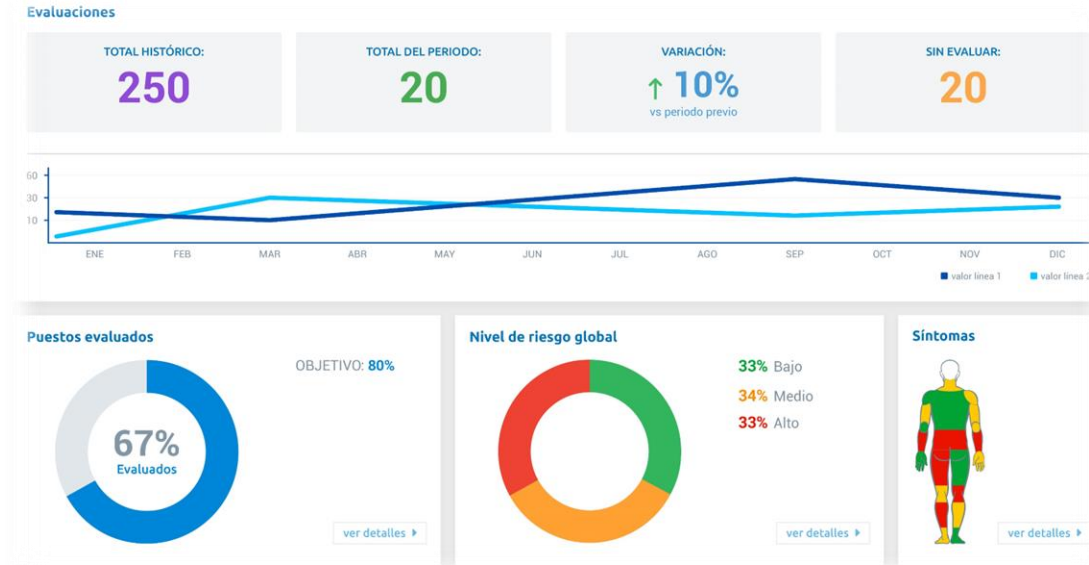 Evaluaciones
TOTAL HISTÓRICO:
250
TOTAL DEL PERIODO:
20
VARIACIÓN:
↑ 10%
vs periodo previo
SIN EVALUAR:
20
60
30
10
ENE FEB MAR ABR MAY JUN JUL AGO SEP OCT NOV DIC
valor línea 1 valor línea 2
Puestos evaluados
OBJETIVO: 80%
67%
Evaluados
ver detalles
Nivel de riesgo global
33% Bajo
34% Medio
33% Alto
ver detalles
Síntomas
ver detalles